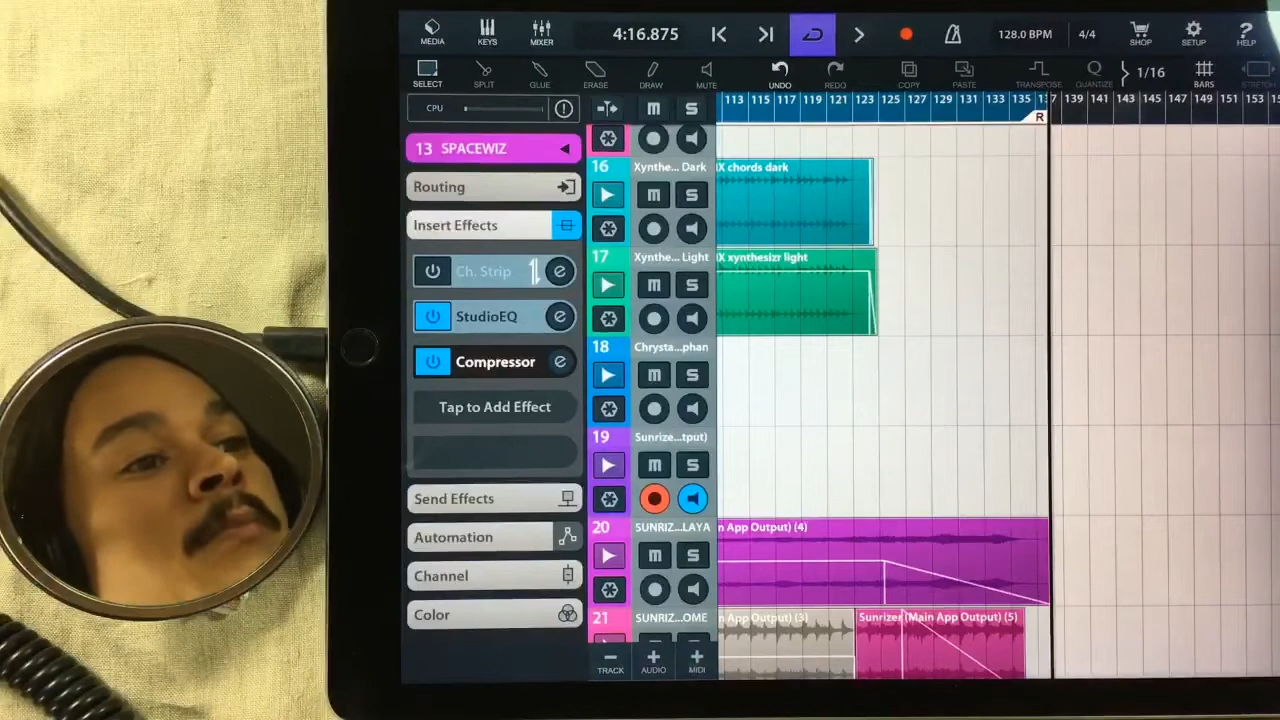 MEDIA KEYS MIXER 4:16.875 128.0 BPM 4/4 SHOP SETUP ? HELP
SELECT SPLIT GLUE ERASE DRAW MUTE UNDO REDO COPY PASTE TRANSPOSE QUANTIZE 1/16 BARS STRETCH
CPU m S 113 115 117 119 121 123 125 127 129 131 133 135 139 141 143 145 147 149 151 153
R
13 SPACEWIZ
16 Xynthe... Dark X chords dark
Routing m S
Insert Effects
17 Xynthe... Light X xynthesizr light
Ch. Strip e m S
StudioEQ e
18 Chrysta...phan
Compressor e m S
Tap to Add Effect
19 Sunrize...tput)
m S
Send Effects
20 SUNRIZ...LAYA n App Output) (4)
Automation
m S
Channel
21 SUNRIZ...OME n App Output) (3) Sunrizer (Main App Output) (5)
Color
TRACK AUDIO MIDI